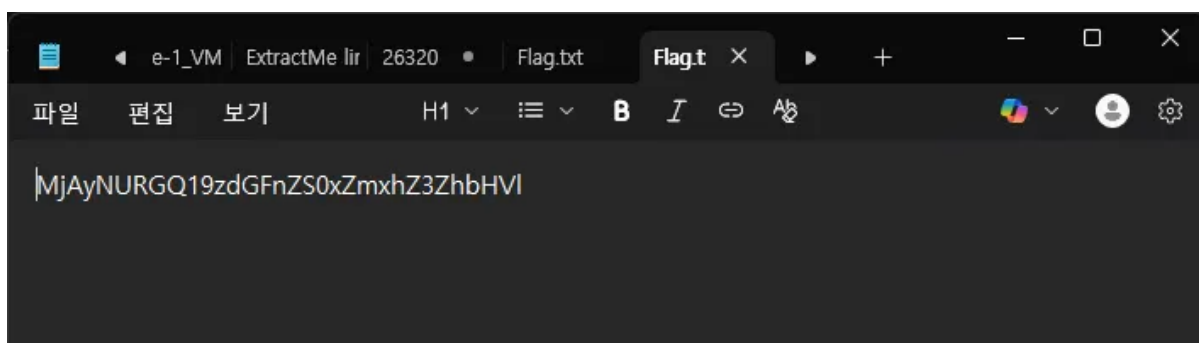 e-1_VM ExtractMe lir 26320 Flag.txt Flag.t
파일 편집 보기 H1 B I
MjAyNURGQ19zdGFnZS0xZmxhZ3ZhbHVl